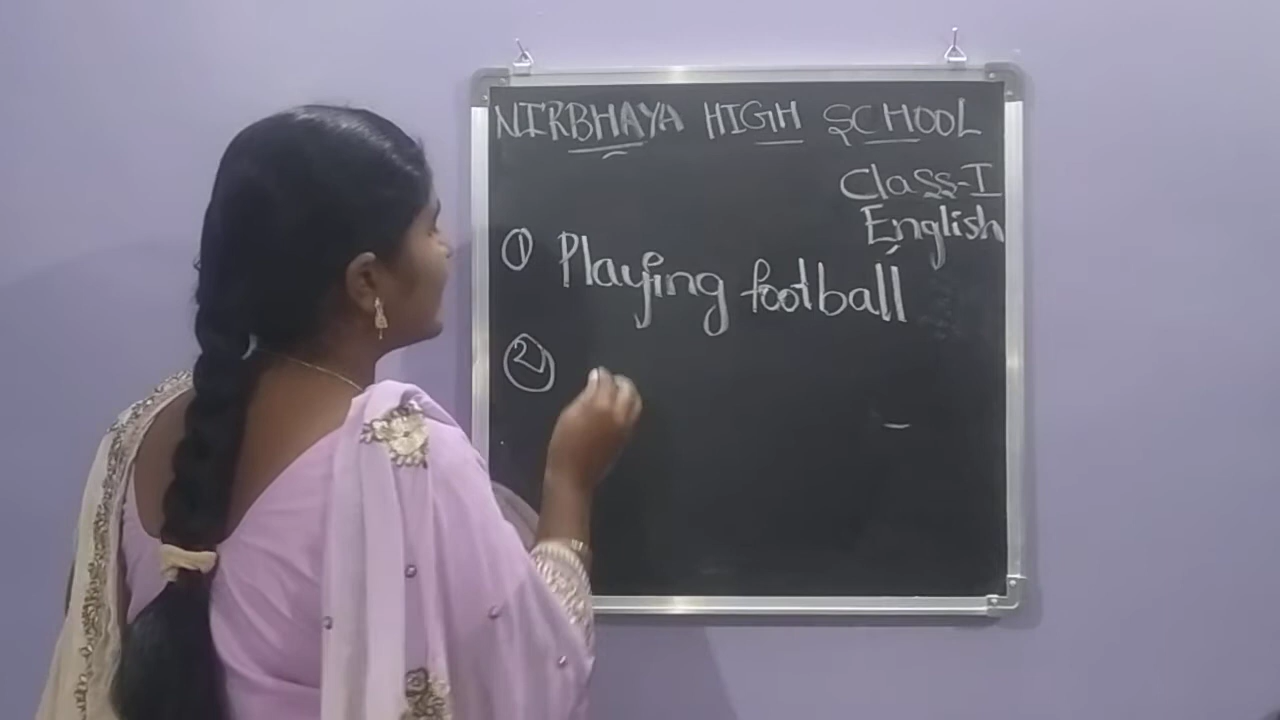 NIRBHAYA HIGH SCHOOL
Class-I
English
① Playing football
②